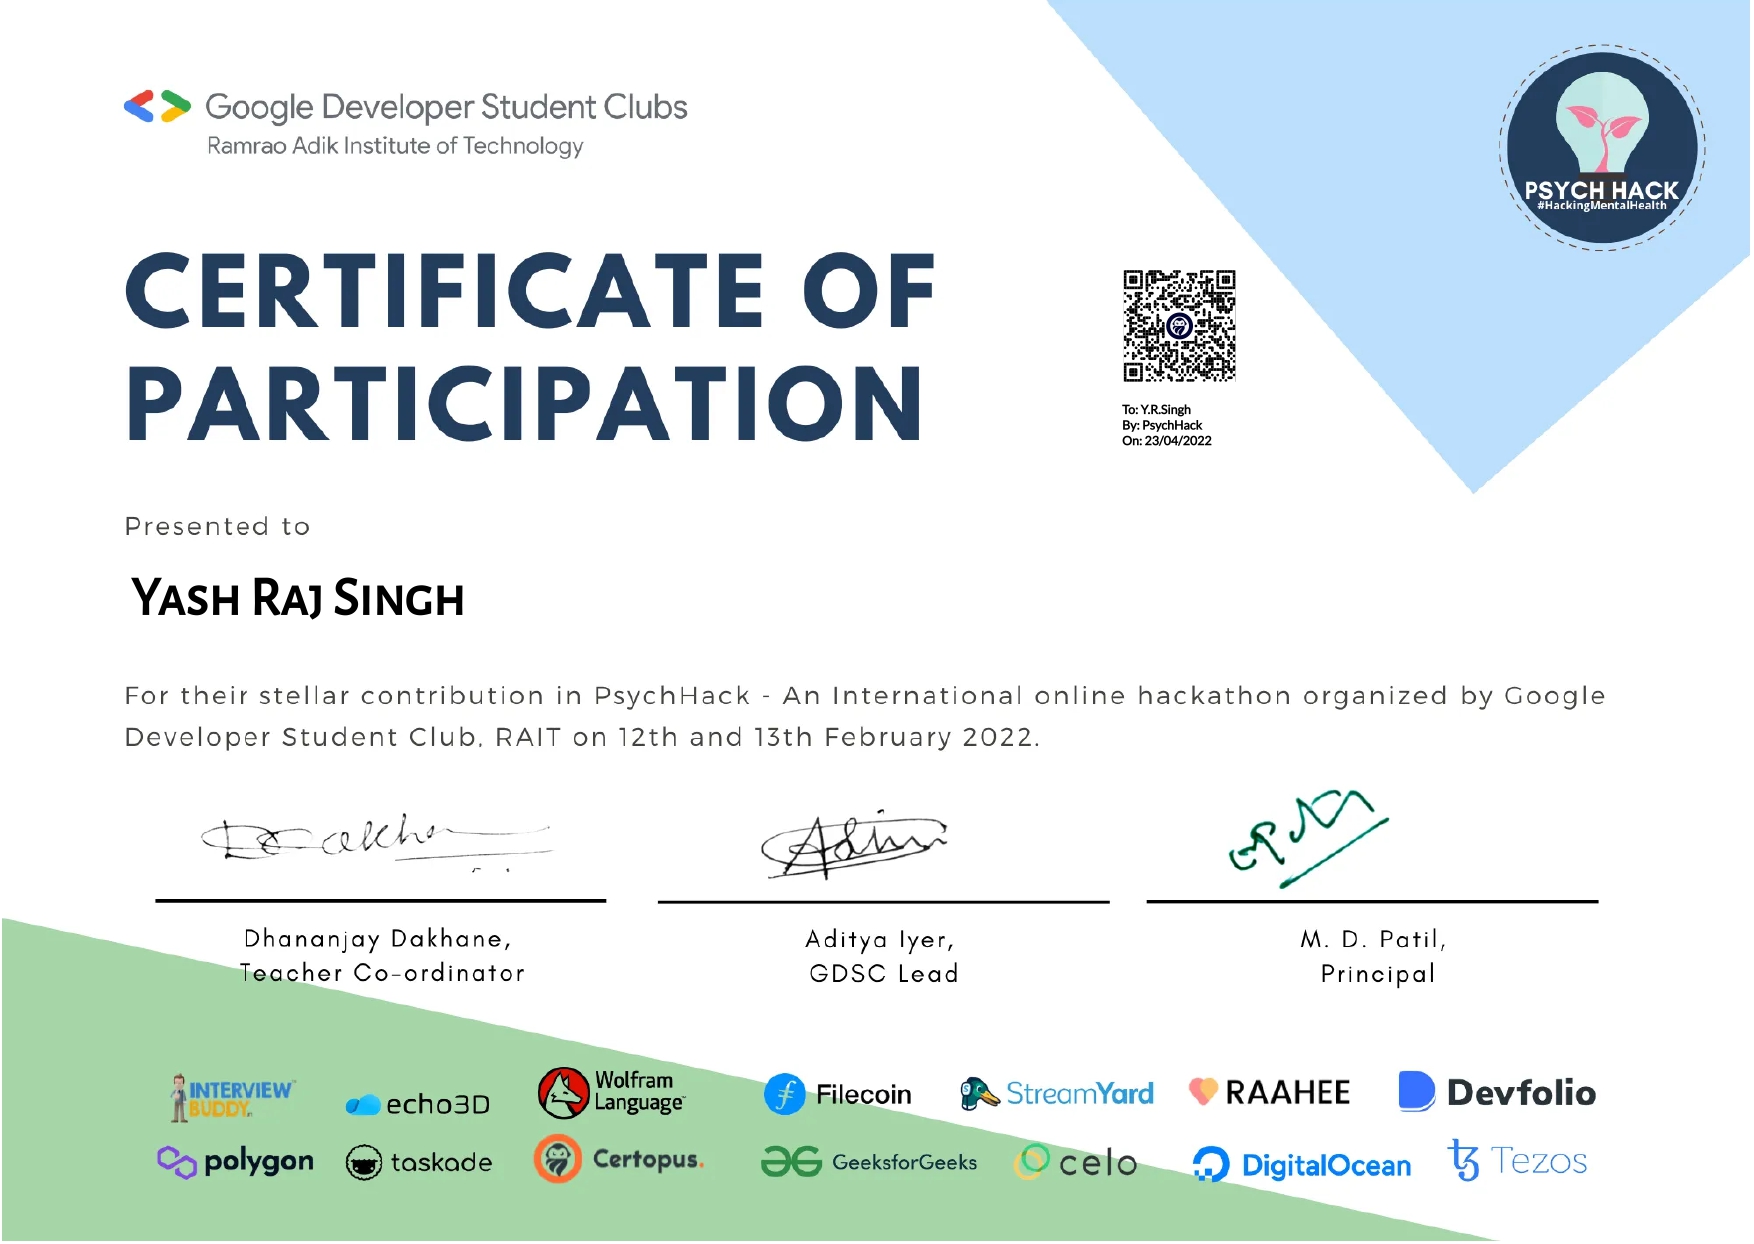 Google Developer Student Clubs
Ramrao Adik Institute of Technology
PSYCH HACK
#HackingMentalHealth
CERTIFICATE OF
PARTICIPATION
To: Y.R.Singh
By: PsychHack
On: 23/04/2022
Presented to
Yash Raj Singh
For their stellar contribution in PsychHack - An International online hackathon organized by Google
Developer Student Club, RAIT on 12th and 13th February 2022.
Dakhane
Aditya
Dhananjay Dakhane,
Teacher Co-ordinator
Aditya Iyer,
GDSC Lead
M. D. Patil,
Principal
INTERVIEW
BUDDY
echo3D
Wolfram
Language
Filecoin
StreamYard
RAAHEE
Devfolio
polygon
taskade
Certopus.
GeeksforGeeks
celo
DigitalOcean
Tezos